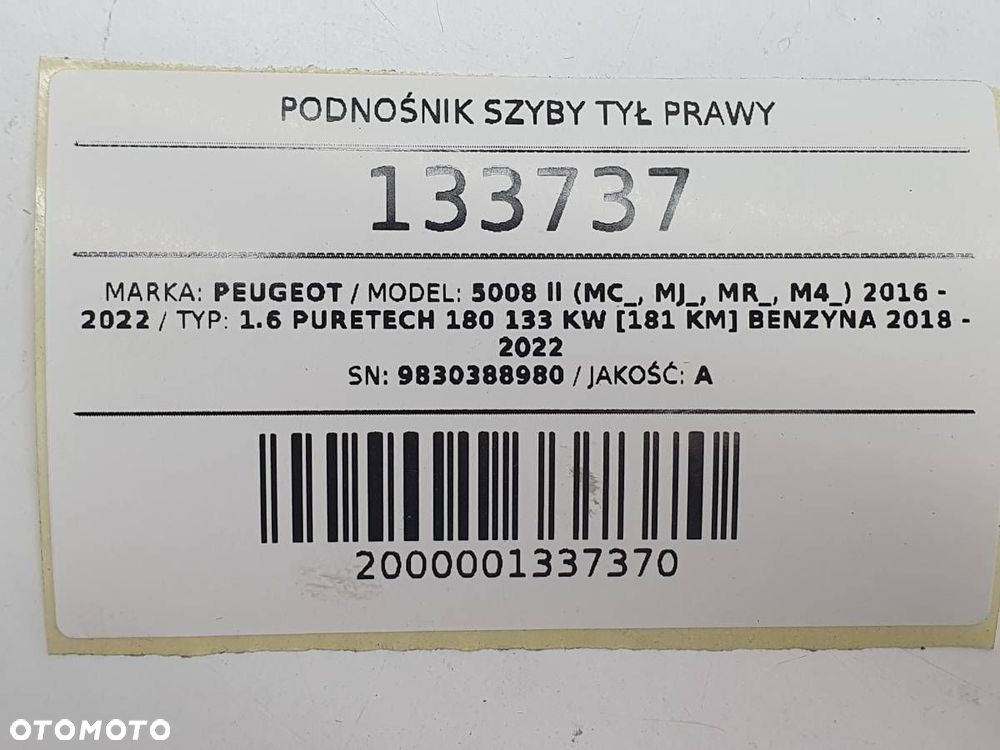 PODNOŚNIK SZYBY TYŁ PRAWY
133737
MARKA: PEUGEOT / MODEL: 5008 II (MC_, MJ_, MR_, M4_) 2016 -
2022 / TYP: 1.6 PURETECH 180 133 KW [181 KM] BENZYNA 2018 -
2022
SN: 9830388980 / JAKOŚĆ: A
2000001337370
OTOMOTO